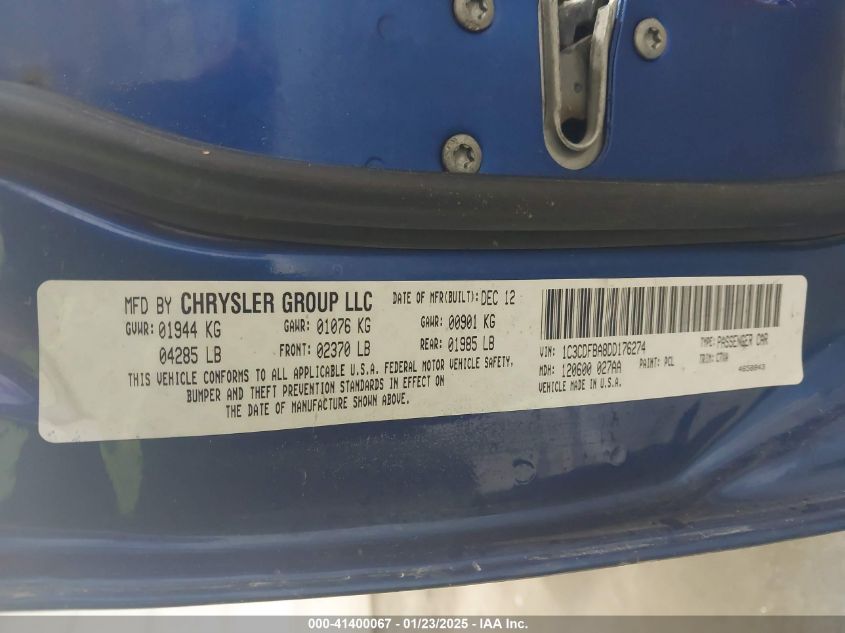 MFD BY CHRYSLER GROUP LLC DATE OF MFR(BUILT): DEC 12
GVWR: 01944 KG GAWR: 01076 KG GAWR: 00901 KG
04285 LB FRONT: 02370 LB REAR: 01985 LB
THIS VEHICLE CONFORMS TO ALL APPLICABLE U.S.A. FEDERAL MOTOR VEHICLE SAFETY,
BUMPER AND THEFT PREVENTION STANDARDS IN EFFECT ON
THE DATE OF MANUFACTURE SHOWN ABOVE.
VIN: 1C3CDFBA8DD176274 TYPE: PASSENGER CAR
MDH: 120600 027AA PAINT: PCL TRIM: CTX9
VEHICLE MADE IN U.S.A. 4650843
000-41400067 - 01/23/2025 - IAA Inc.